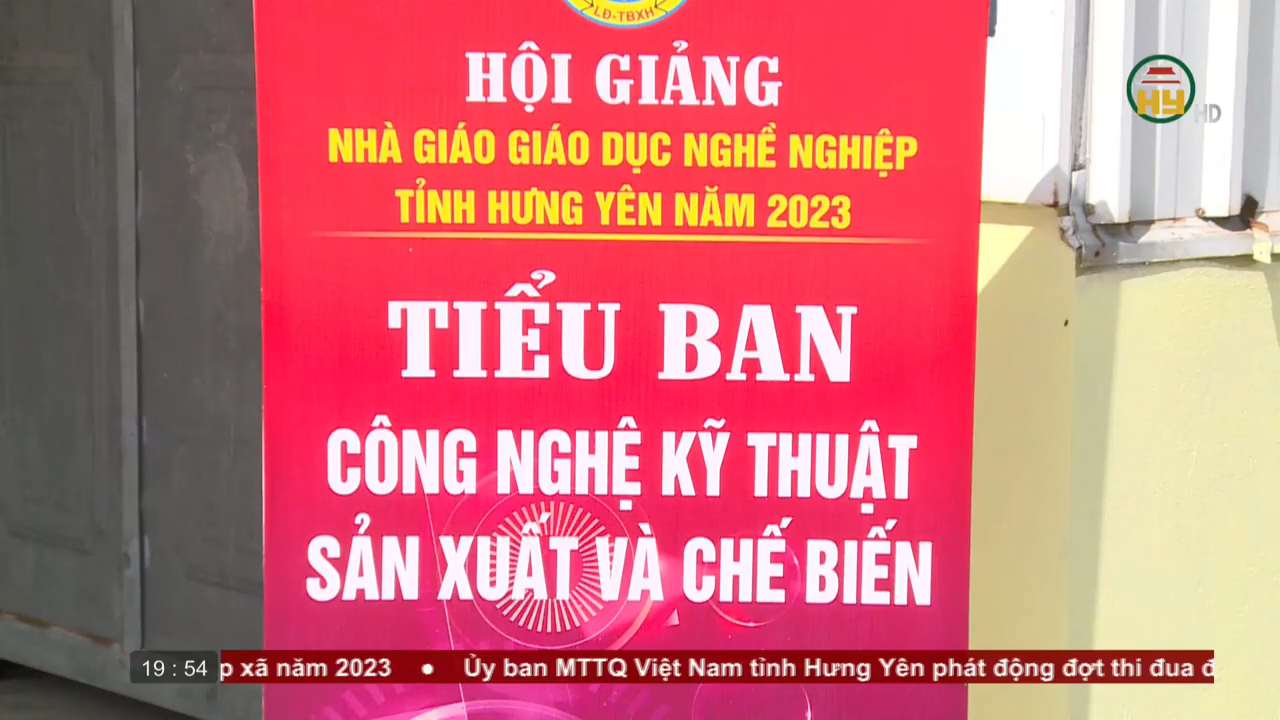 LĐ-TBXH
HỘI GIẢNG
NHÀ GIÁO GIÁO DỤC NGHỀ NGHIỆP
TỈNH HƯNG YÊN NĂM 2023
TIỂU BAN
CÔNG NGHỆ KỸ THUẬT
SẢN XUẤT VÀ CHẾ BIẾN
HY HD
19 : 54 p xã năm 2023 ● Ủy ban MTTQ Việt Nam tỉnh Hưng Yên phát động đợt thi đua đ